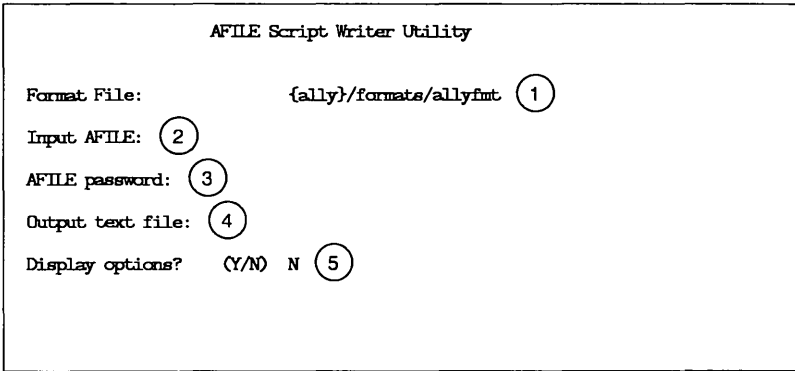 AFILE Script Writer Utility
Format File: {ally}/formats/allyfmt 1
Input AFILE: 2
AFILE password: 3
Output text file: 4
Display options? (Y/N) N 5